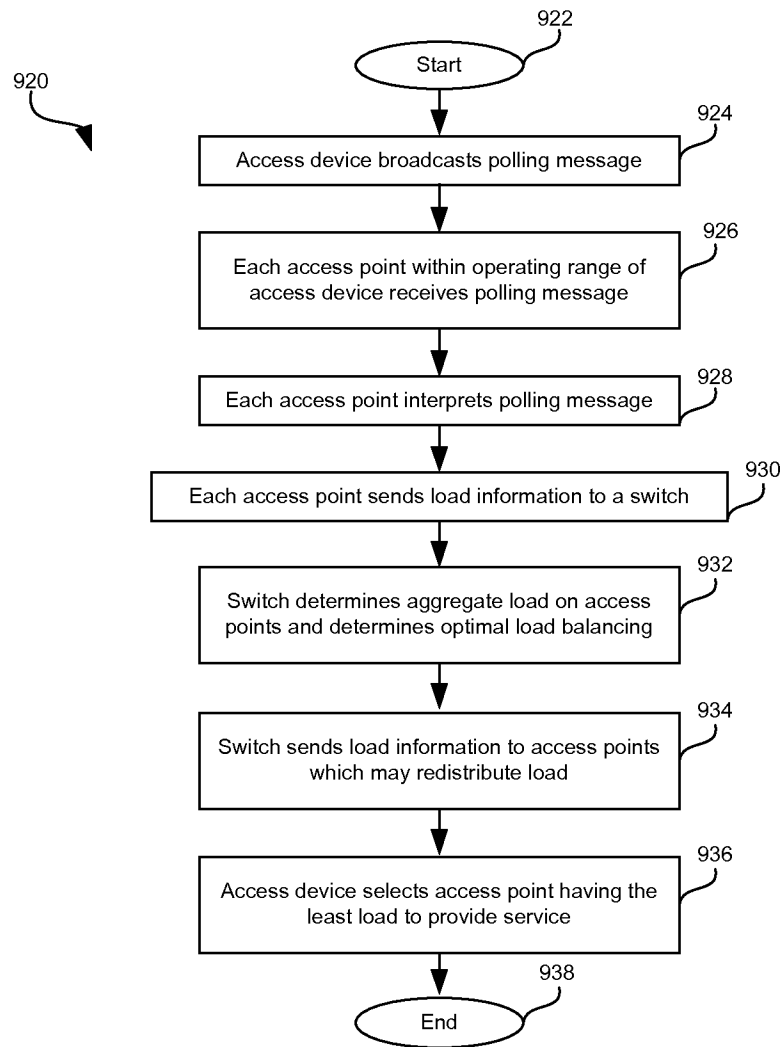 922
Start
920
924
Access device broadcasts polling message
926
Each access point within operating range of
access device receives polling message
928
Each access point interprets polling message
930
Each access point sends load information to a switch
932
Switch determines aggregate load on access
points and determines optimal load balancing
934
Switch sends load information to access points
which may redistribute load
936
Access device selects access point having the
least load to provide service
938
End